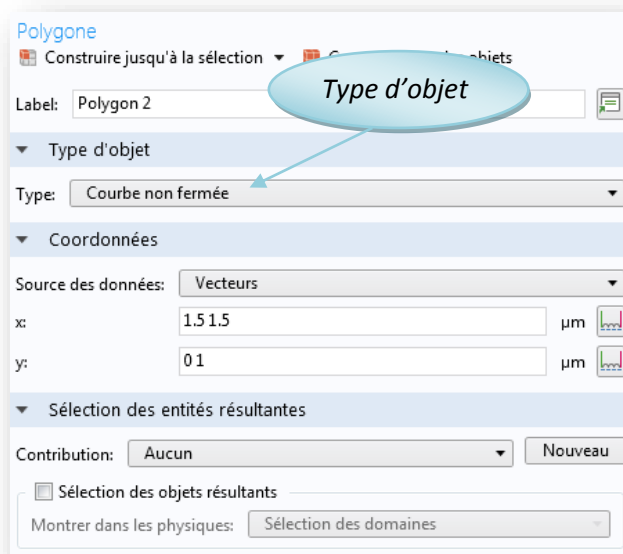 Polygone
Construire jusqu'à la sélection
Type d'objet
Label: Polygon 2
Type d'objet
Type: Courbe non fermée
Coordonnées
Source des données: Vecteurs
x: 1.5 1.5 µm
y: 0 1 µm
Sélection des entités résultantes
Contribution: Aucun Nouveau
Sélection des objets résultants
Montrer dans les physiques: Sélection des domaines